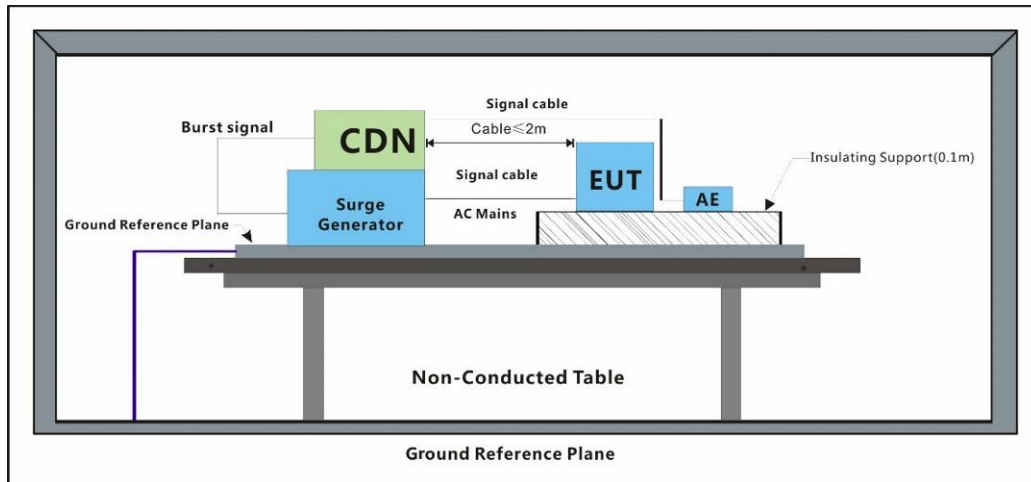 Signal cable
Burst signal
CDN
Cable≤2m
Insulating Support(0.1m)
Signal cable
EUT
AE
Surge
Generator
AC Mains
Ground Reference Plane
Non-Conducted Table
Ground Reference Plane